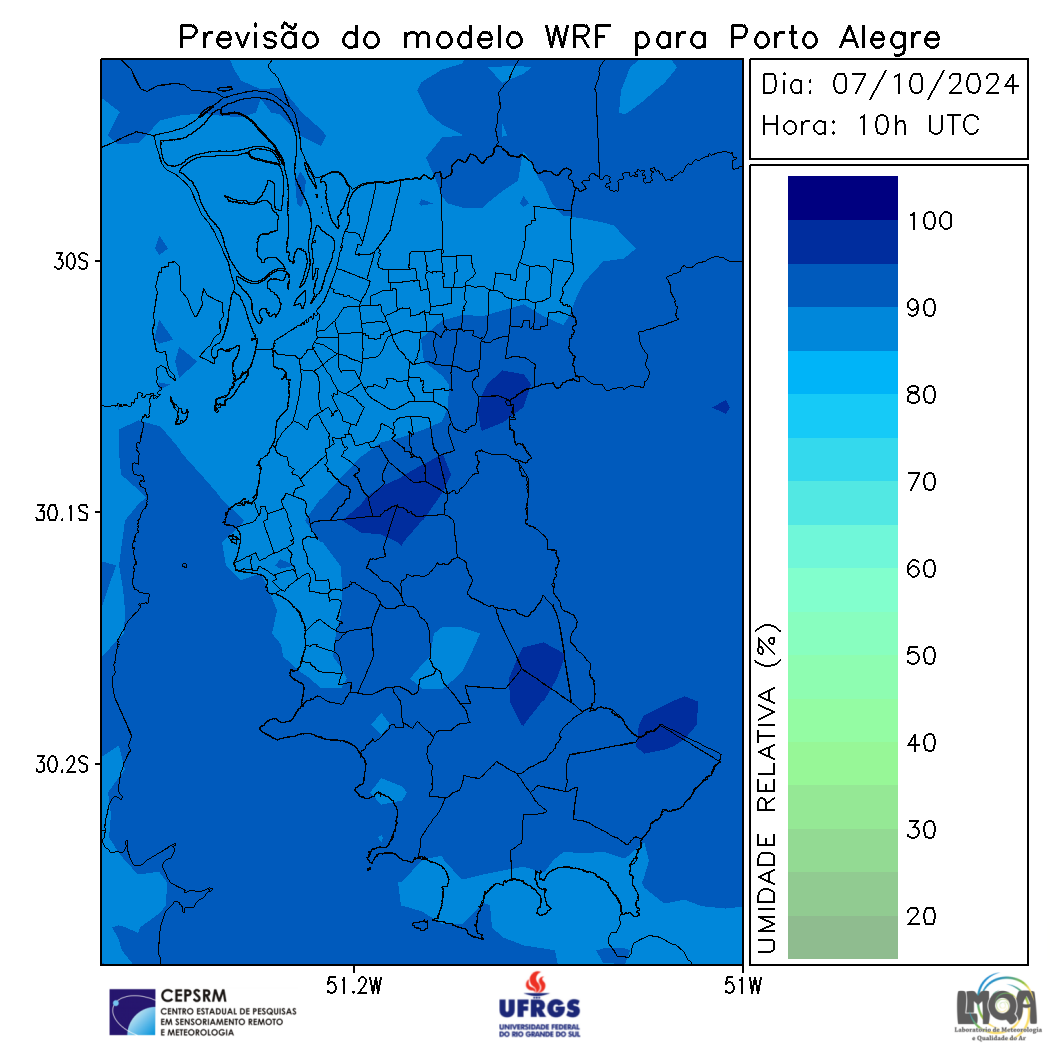 Previsão do modelo WRF para Porto Alegre
Dia: 07/10/2024
Hora: 10h UTC
30S
30.1S
30.2S
51.2W
51W
100
90
80
70
60
50
40
30
20
UMIDADE RELATIVA (%)
CEPSRM
CENTRO ESTADUAL DE PESQUISAS
EM SENSORIAMENTO REMOTO
E METEOROLOGIA
UFRGS
UNIVERSIDADE FEDERAL
DO RIO GRANDE DO SUL
LMQA
Laboratório de Meteorologia
e Qualidade do Ar